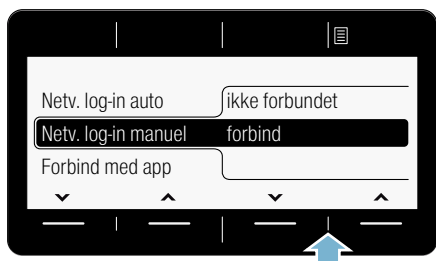 Netv. log-in auto ikke forbundet
Netv. log-in manuel forbind
Forbind med app